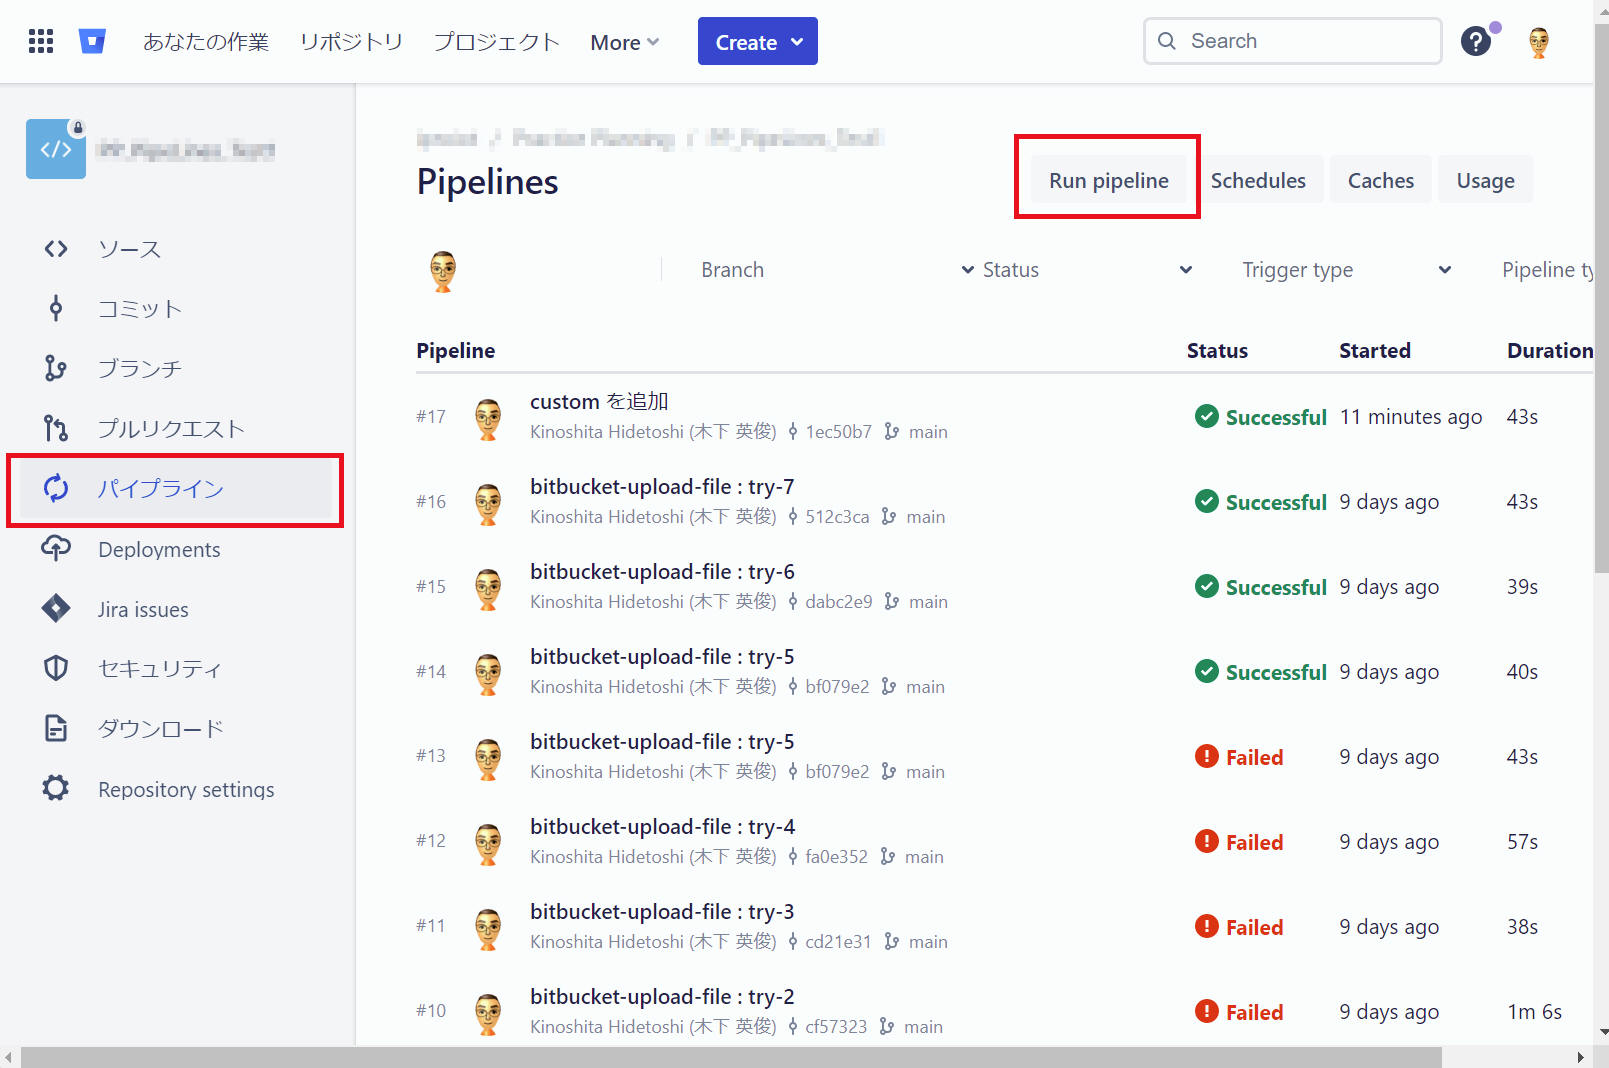 あなたの作業 リポジトリ プロジェクト More Create Search
Pipelines
Run pipeline Schedules Caches Usage
ソース
コミット
ブランチ
プルリクエスト
パイプライン
Deployments
Jira issues
セキュリティ
ダウンロード
Repository settings
Branch Status Trigger type Pipeline ty
Pipeline Status Started Duration
#17 custom を追加 Successful 11 minutes ago 43s
Kinoshita Hidetoshi (木下 英俊) 1ec50b7 main
#16 bitbucket-upload-file : try-7 Successful 9 days ago 43s
Kinoshita Hidetoshi (木下 英俊) 512c3ca main
#15 bitbucket-upload-file : try-6 Successful 9 days ago 39s
Kinoshita Hidetoshi (木下 英俊) dabc2e9 main
#14 bitbucket-upload-file : try-5 Successful 9 days ago 40s
Kinoshita Hidetoshi (木下 英俊) bf079e2 main
#13 bitbucket-upload-file : try-5 Failed 9 days ago 43s
Kinoshita Hidetoshi (木下 英俊) bf079e2 main
#12 bitbucket-upload-file : try-4 Failed 9 days ago 57s
Kinoshita Hidetoshi (木下 英俊) fa0e352 main
#11 bitbucket-upload-file : try-3 Failed 9 days ago 38s
Kinoshita Hidetoshi (木下 英俊) cd21e31 main
#10 bitbucket-upload-file : try-2 Failed 9 days ago 1m 6s
Kinoshita Hidetoshi (木下 英俊) cf57323 main